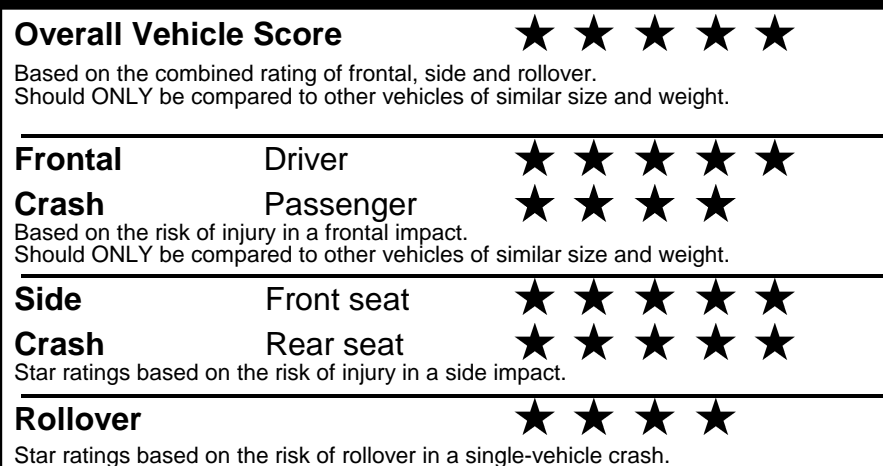 Overall Vehicle Score ★ ★ ★ ★ ★
Based on the combined rating of frontal, side and rollover.
Should ONLY be compared to other vehicles of similar size and weight.
Frontal Driver ★ ★ ★ ★ ★
Crash Passenger ★ ★ ★ ★
Based on the risk of injury in a frontal impact.
Should ONLY be compared to other vehicles of similar size and weight.
Side Front seat ★ ★ ★ ★ ★
Crash Rear seat ★ ★ ★ ★ ★
Star ratings based on the risk of injury in a side impact.
Rollover ★ ★ ★ ★
Star ratings based on the risk of rollover in a single-vehicle crash.